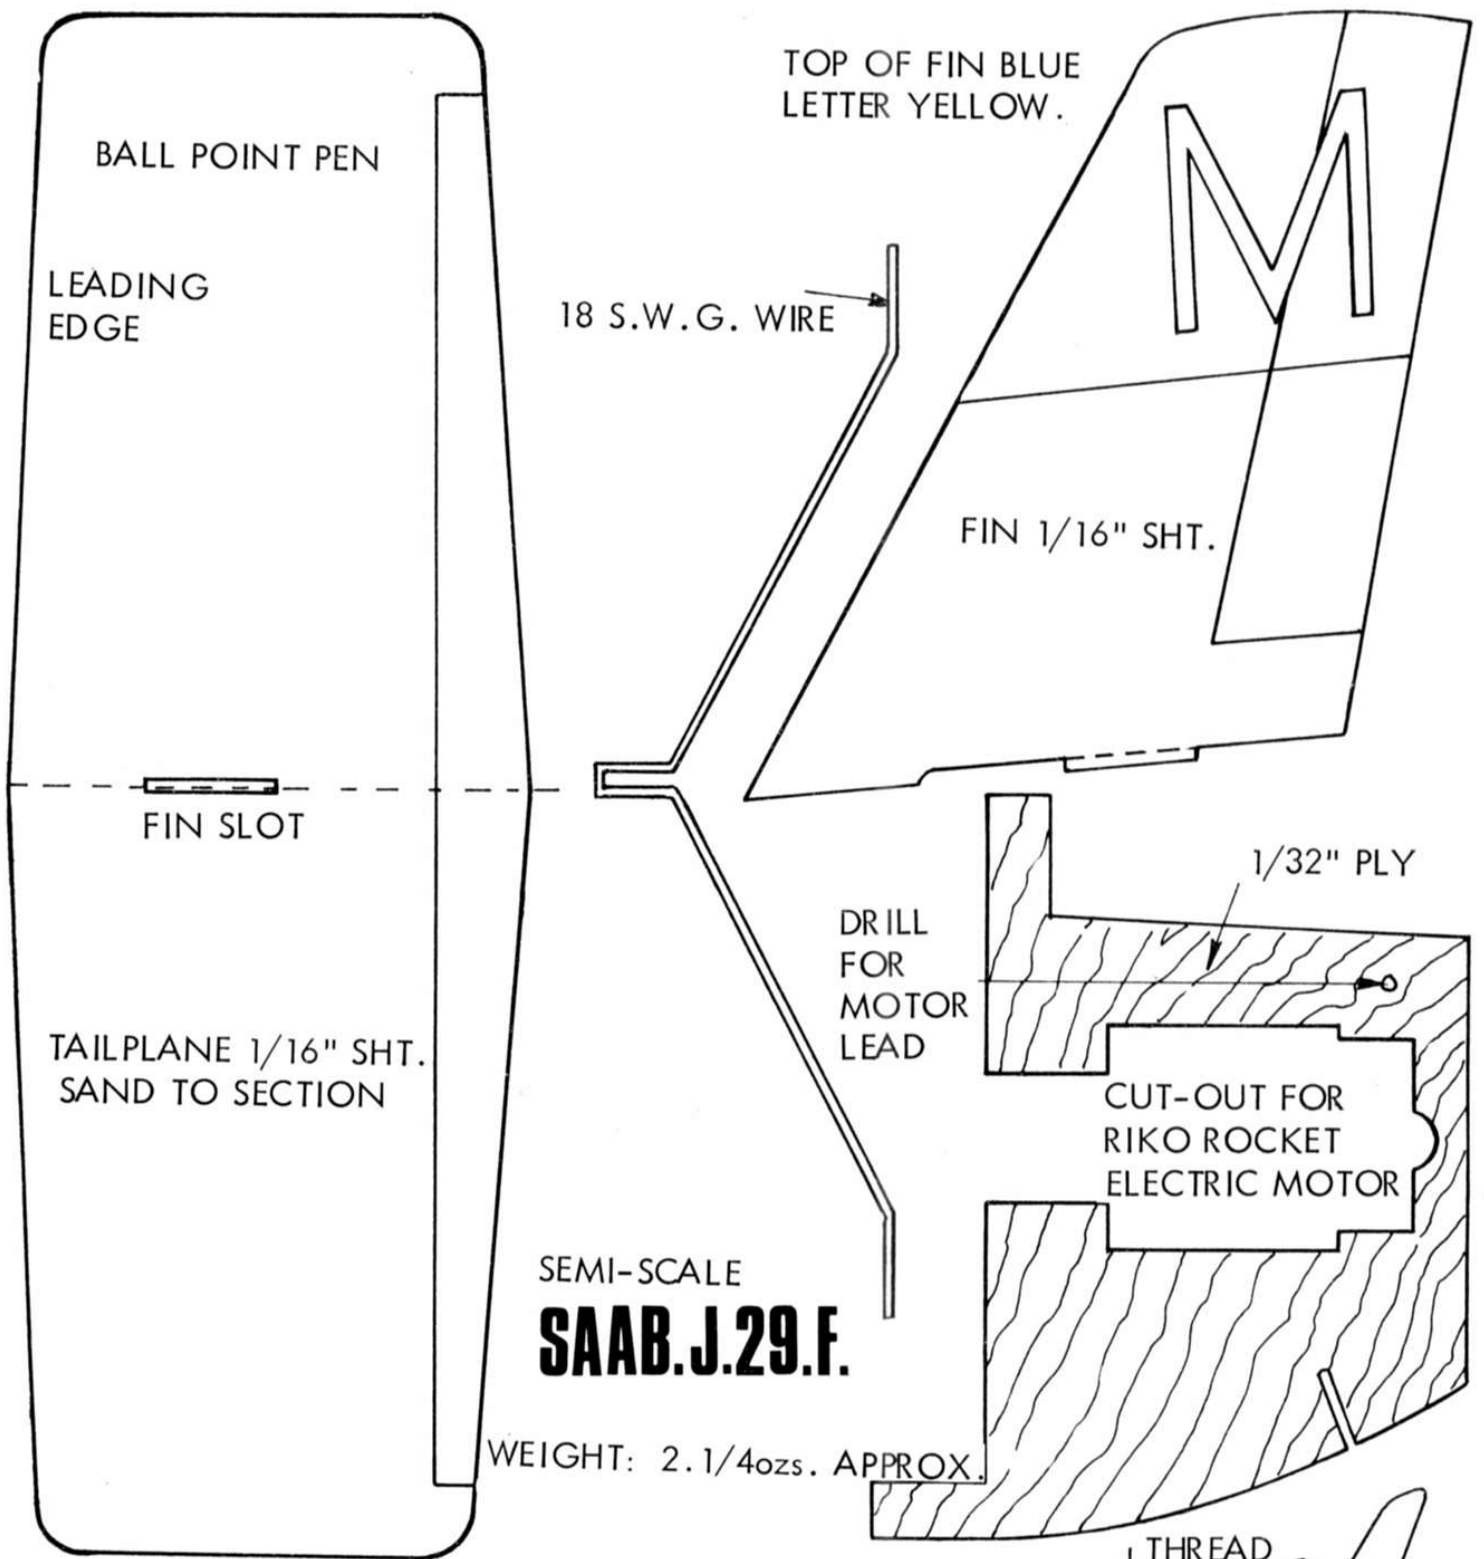 TOP OF FIN BLUE
LETTER YELLOW.
M
BALL POINT PEN
LEADING
EDGE
18 S.W.G. WIRE
FIN 1/16" SHT.
FIN SLOT
1/32" PLY
DRILL
FOR
MOTOR
LEAD
TAILPLANE 1/16" SHT.
SAND TO SECTION
CUT-OUT FOR
RIKO ROCKET
ELECTRIC MOTOR
SEMI-SCALE
SAAB.J.29.F.
WEIGHT: 2.1/4ozs. APPROX.
THREAD